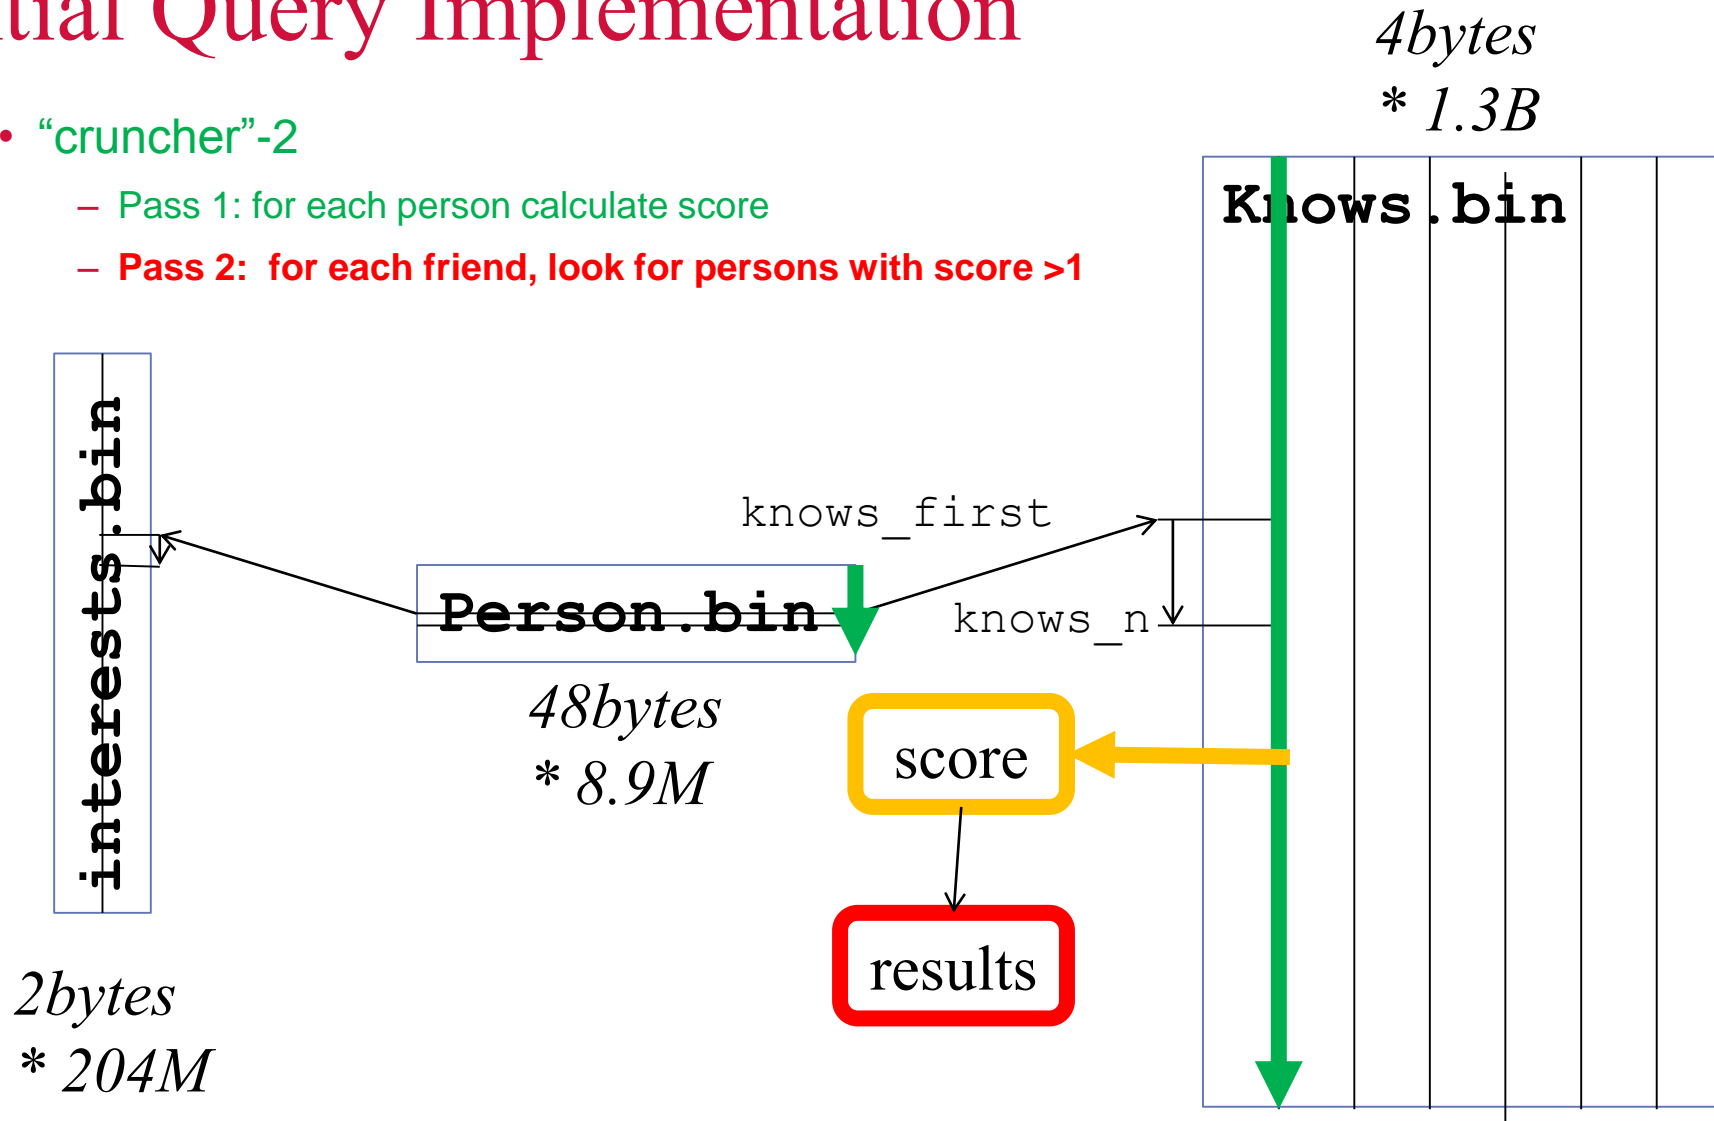 Query Implementation
• “cruncher”-2
– Pass 1: for each person calculate score
– Pass 2: for each friend, look for persons with score >1
4bytes
* 1.3B
Knows.bin
interests.bin
knows_first
Person.bin
knows_n
48bytes
* 8.9M
score
results
2bytes
* 204M